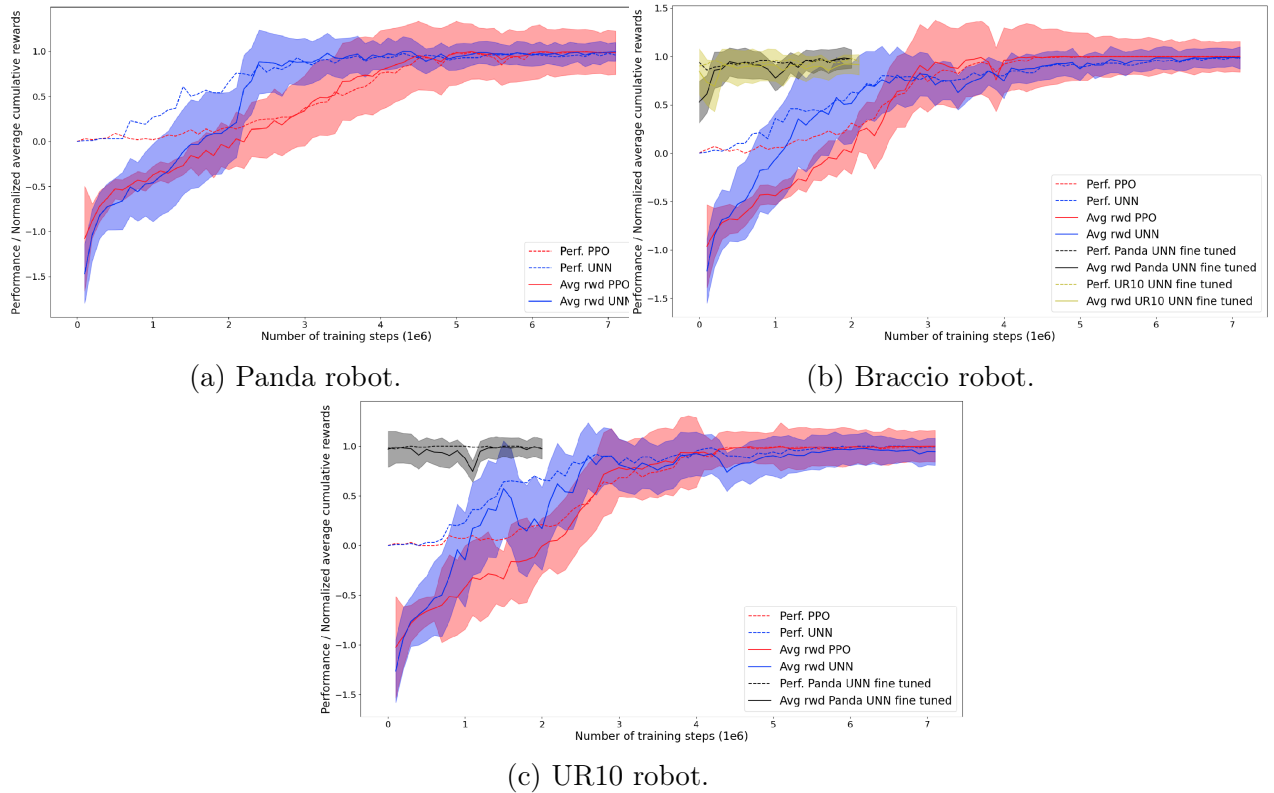 Performance / Normalized average cumulative rewards
1.0
0.5
0.0
−0.5
−1.0
−1.5
Perf. PPO
Perf. UNN
Avg rwd PPO
Avg rwd UNN
0 1 2 3 4 5 6 7
Number of training steps (1e6)
(a) Panda robot.
Performance / Normalized average cumulative rewards
1.5
1.0
0.5
0.0
−0.5
−1.0
−1.5
Perf. PPO
Perf. UNN
Avg rwd PPO
Avg rwd UNN
Perf. Panda UNN fine tuned
Avg rwd Panda UNN fine tuned
Perf. UR10 UNN fine tuned
Avg rwd UR10 UNN fine tuned
0 1 2 3 4 5 6 7
Number of training steps (1e6)
(b) Braccio robot.
Performance / Normalized average cumulative rewards
1.0
0.5
0.0
−0.5
−1.0
−1.5
Perf. PPO
Perf. UNN
Avg rwd PPO
Avg rwd UNN
Perf. Panda UNN fine tuned
Avg rwd Panda UNN fine tuned
0 1 2 3 4 5 6 7
Number of training steps (1e6)
(c) UR10 robot.